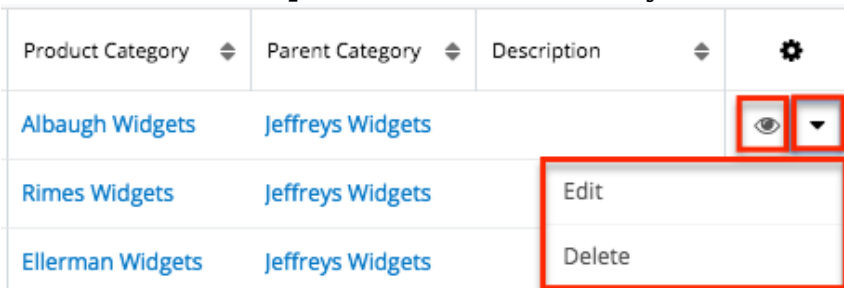 Product Category Parent Category Description
Albaugh Widgets Jeffreys Widgets
Rimes Widgets Jeffreys Widgets Edit
Ellerman Widgets Jeffreys Widgets Delete